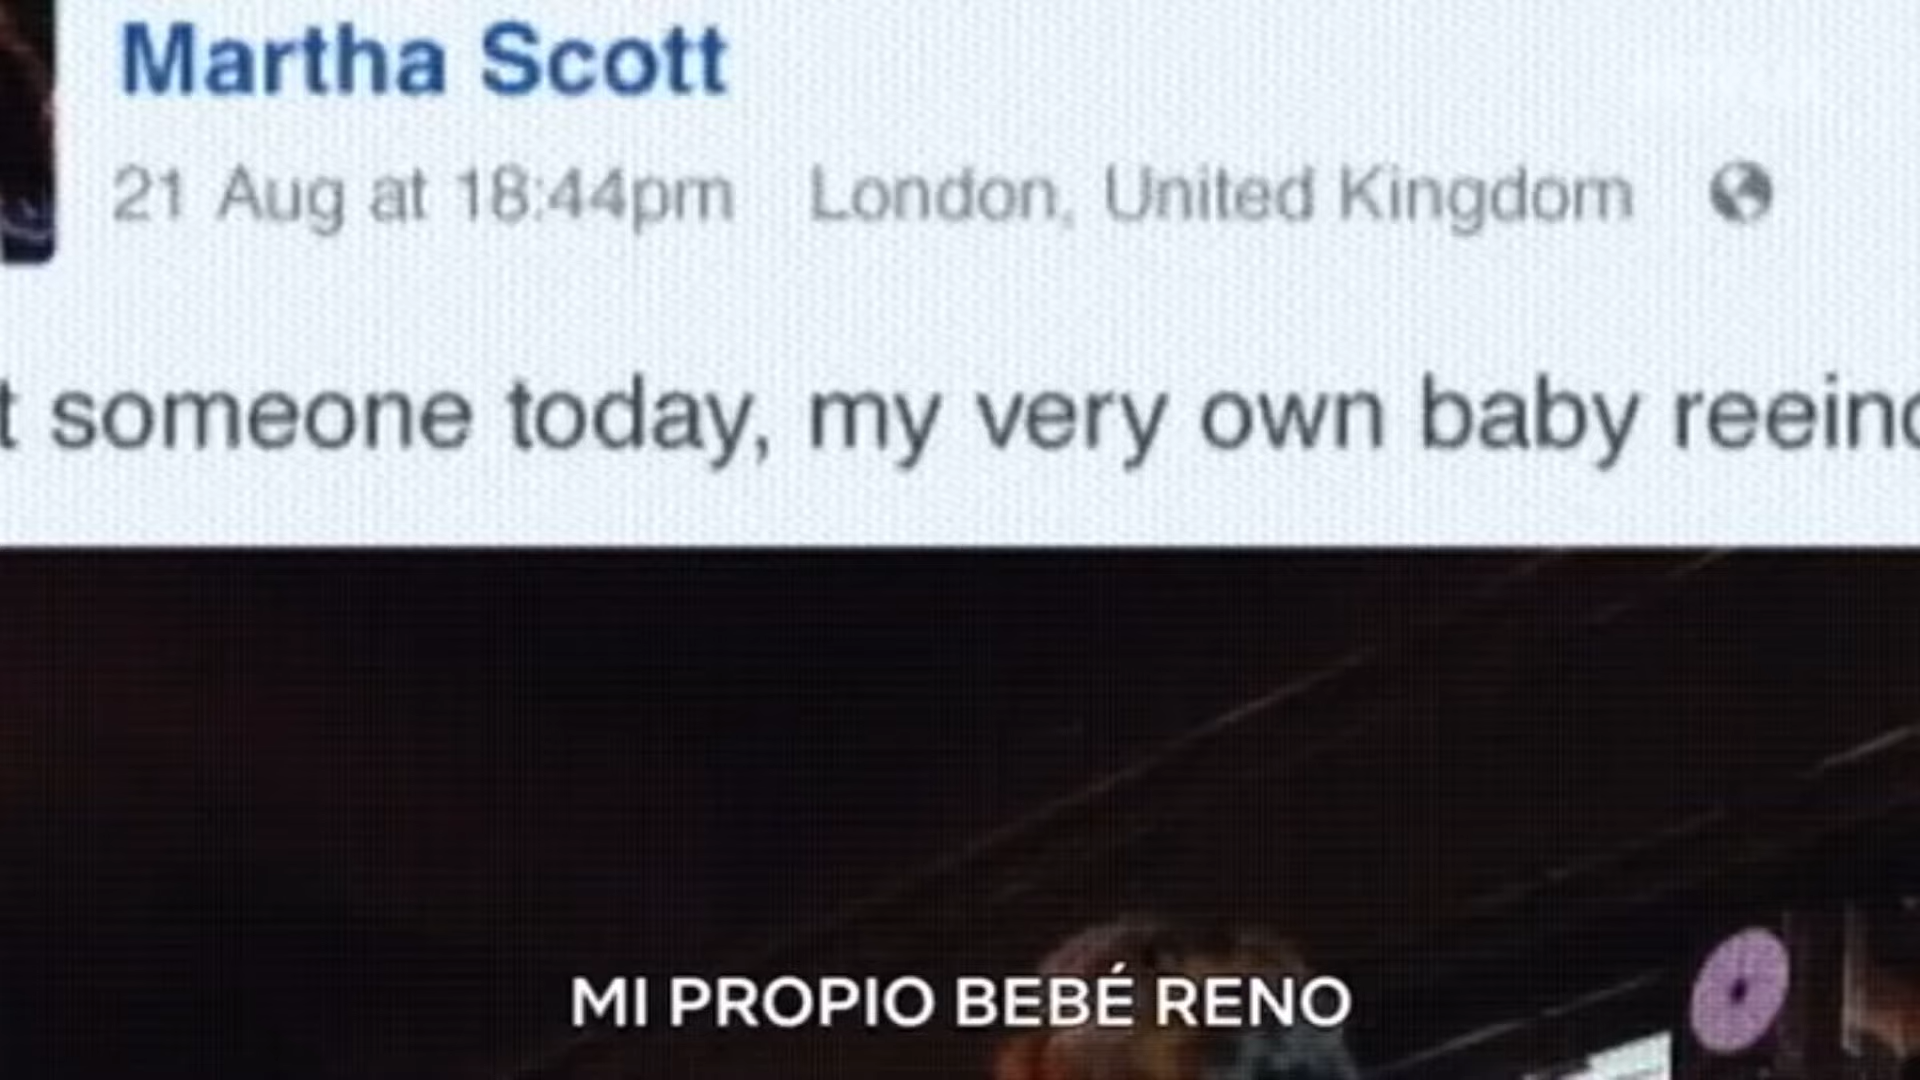 Martha Scott
21 Aug at 18:44pm London, United Kingdom
t someone today, my very own baby reeind
MI PROPIO BEBÉ RENO